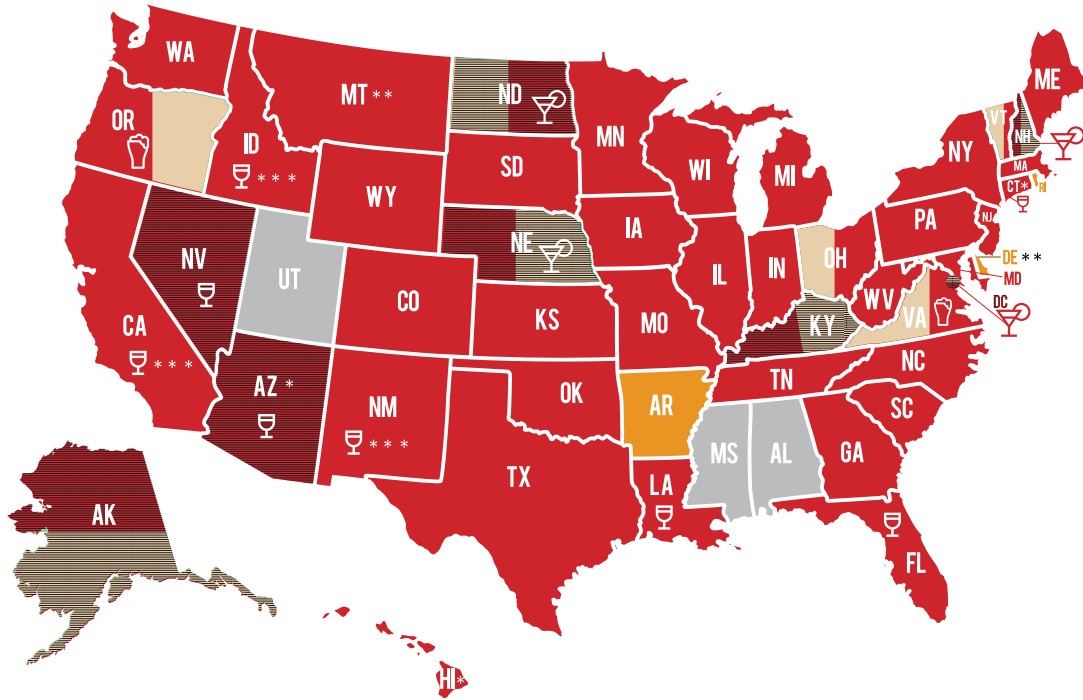 WA
MT **
ND
MN
ME
OR
ID
***
SD
WI
MI
NY
VT
NH
MA
CT*
RI
WY
NV
UT
CO
NE
IA
IL
IN
OH
PA
NJ
DE **
MD
DC
WV
VA
KS
MO
KY
CA
***
AZ *
NM
***
OK
AR
TN
NC
SC
TX
LA
MS
AL
GA
FL
AK
HI*